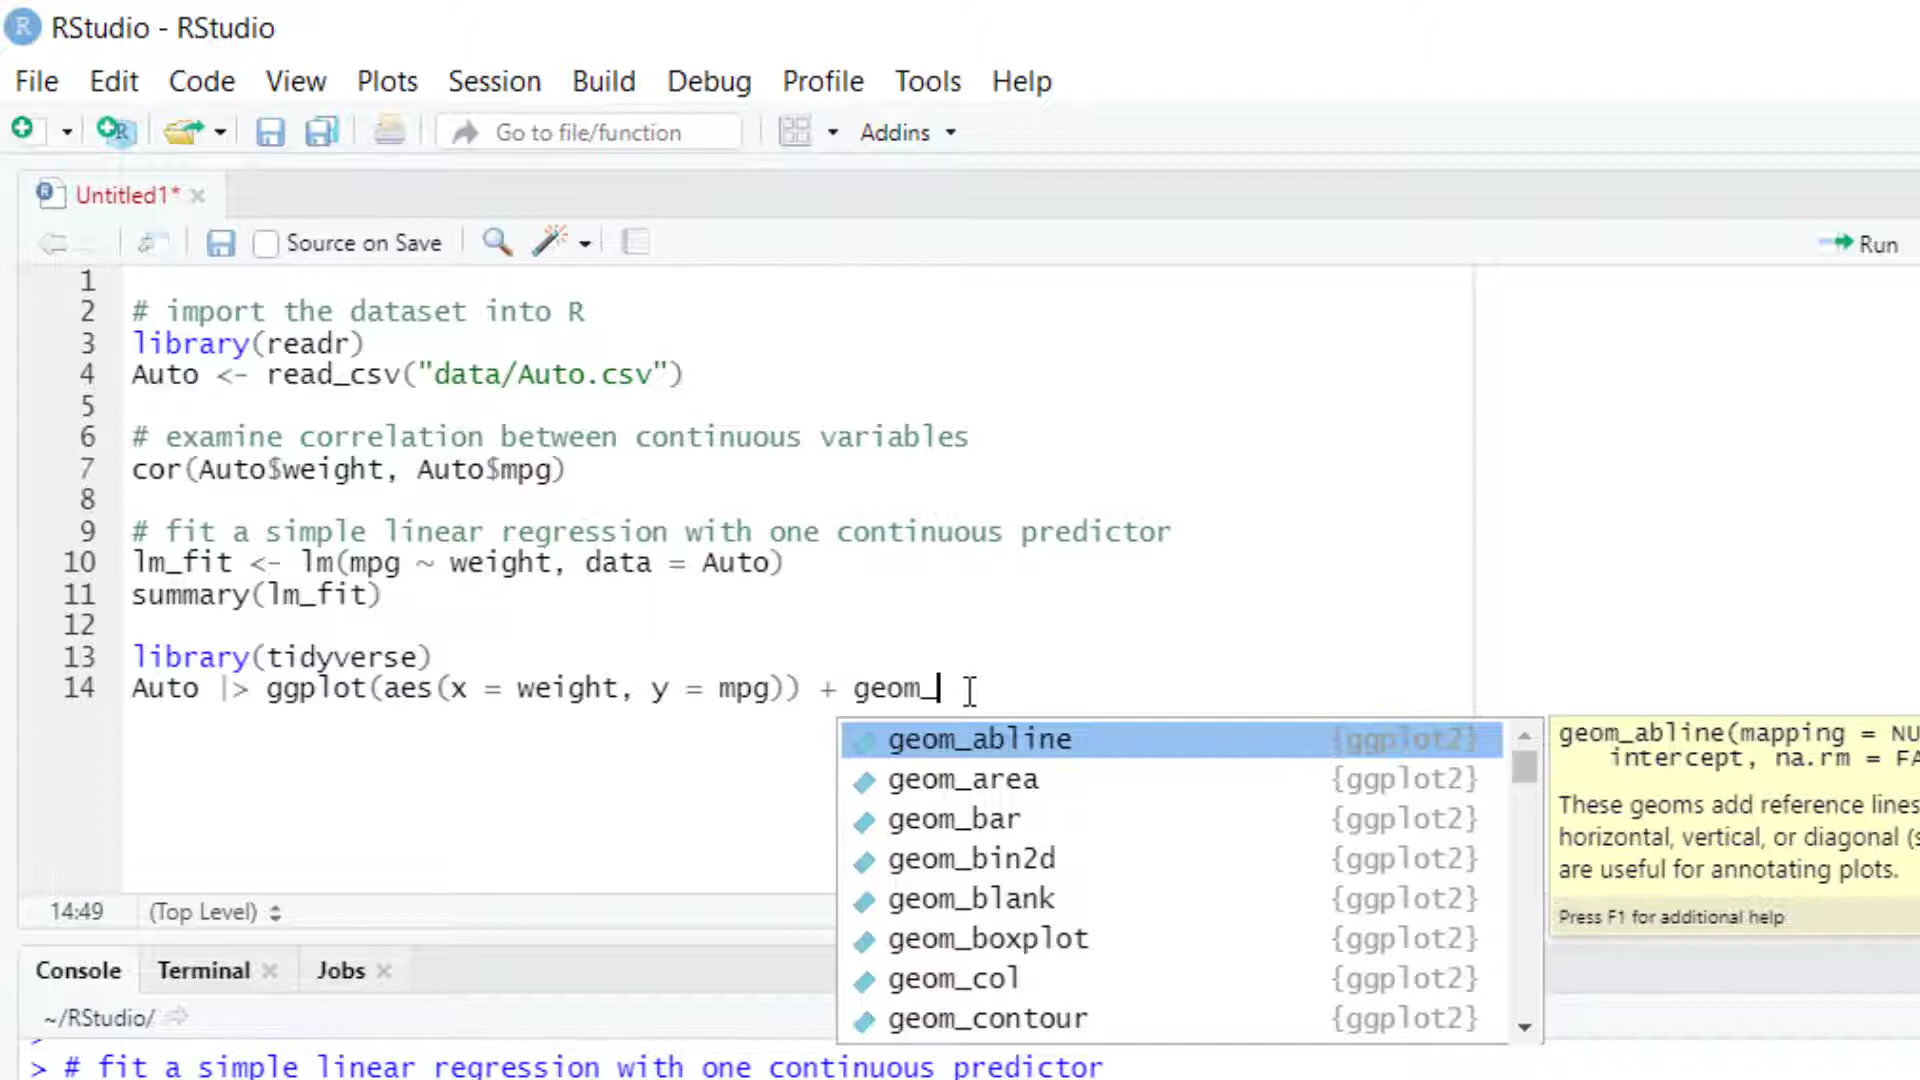 RStudio - RStudio
File Edit Code View Plots Session Build Debug Profile Tools Help
Go to file/function Addins
Untitled1*
Source on Save Run
1
2 # import the dataset into R
3 library(readr)
4 Auto <- read_csv("data/Auto.csv")
5
6 # examine correlation between continuous variables
7 cor(Auto$weight, Auto$mpg)
8
9 # fit a simple linear regression with one continuous predictor
10 lm_fit <- lm(mpg ~ weight, data = Auto)
11 summary(lm_fit)
12
13 library(tidyverse)
14 Auto |> ggplot(aes(x = weight, y = mpg)) + geom_
geom_abline {ggplot2}
geom_area {ggplot2}
geom_bar {ggplot2}
geom_bin2d {ggplot2}
geom_blank {ggplot2}
geom_boxplot {ggplot2}
geom_col {ggplot2}
geom_contour {ggplot2}
geom_abline(mapping = NU
intercept, na.rm = FA
These geoms add reference lines
horizontal, vertical, or diagonal (s
are useful for annotating plots.
Press F1 for additional help
14:49 (Top Level)
Console Terminal Jobs
~/RStudio/
> # fit a simple linear regression with one continuous predictor